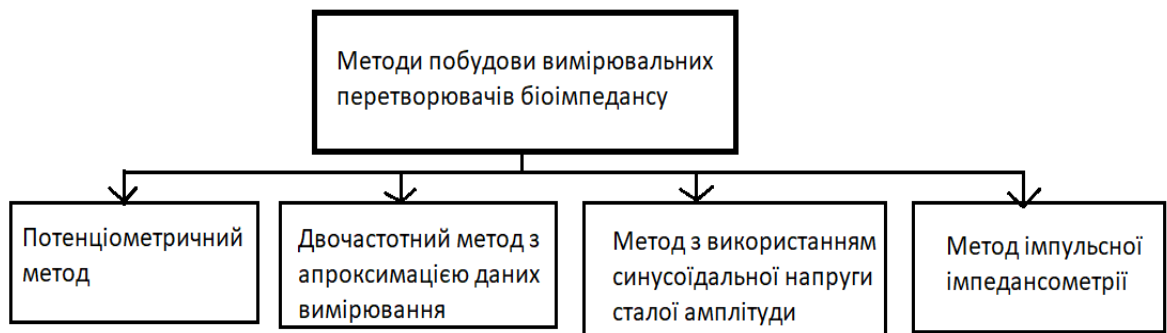 Методи побудови вимірювальних
перетворювачів біоімпедансу
Потенціометричний
метод
Двочастотний метод з
апроксимацією даних
вимірювання
Метод з використанням
синусоїдальної напруги
сталої амплітуди
Метод імпульсної
імпедансометрії